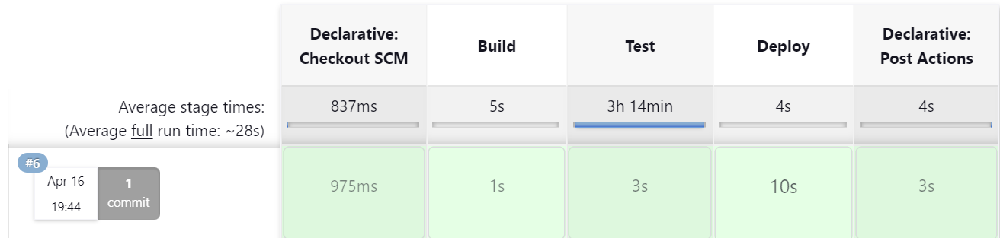 Declarative:
Checkout SCM
Build
Test
Deploy
Declarative:
Post Actions
Average stage times:
(Average full run time: ~28s)
837ms
5s
3h 14min
4s
4s
#6
Apr 16
19:44
1
commit
975ms
1s
3s
10s
3s